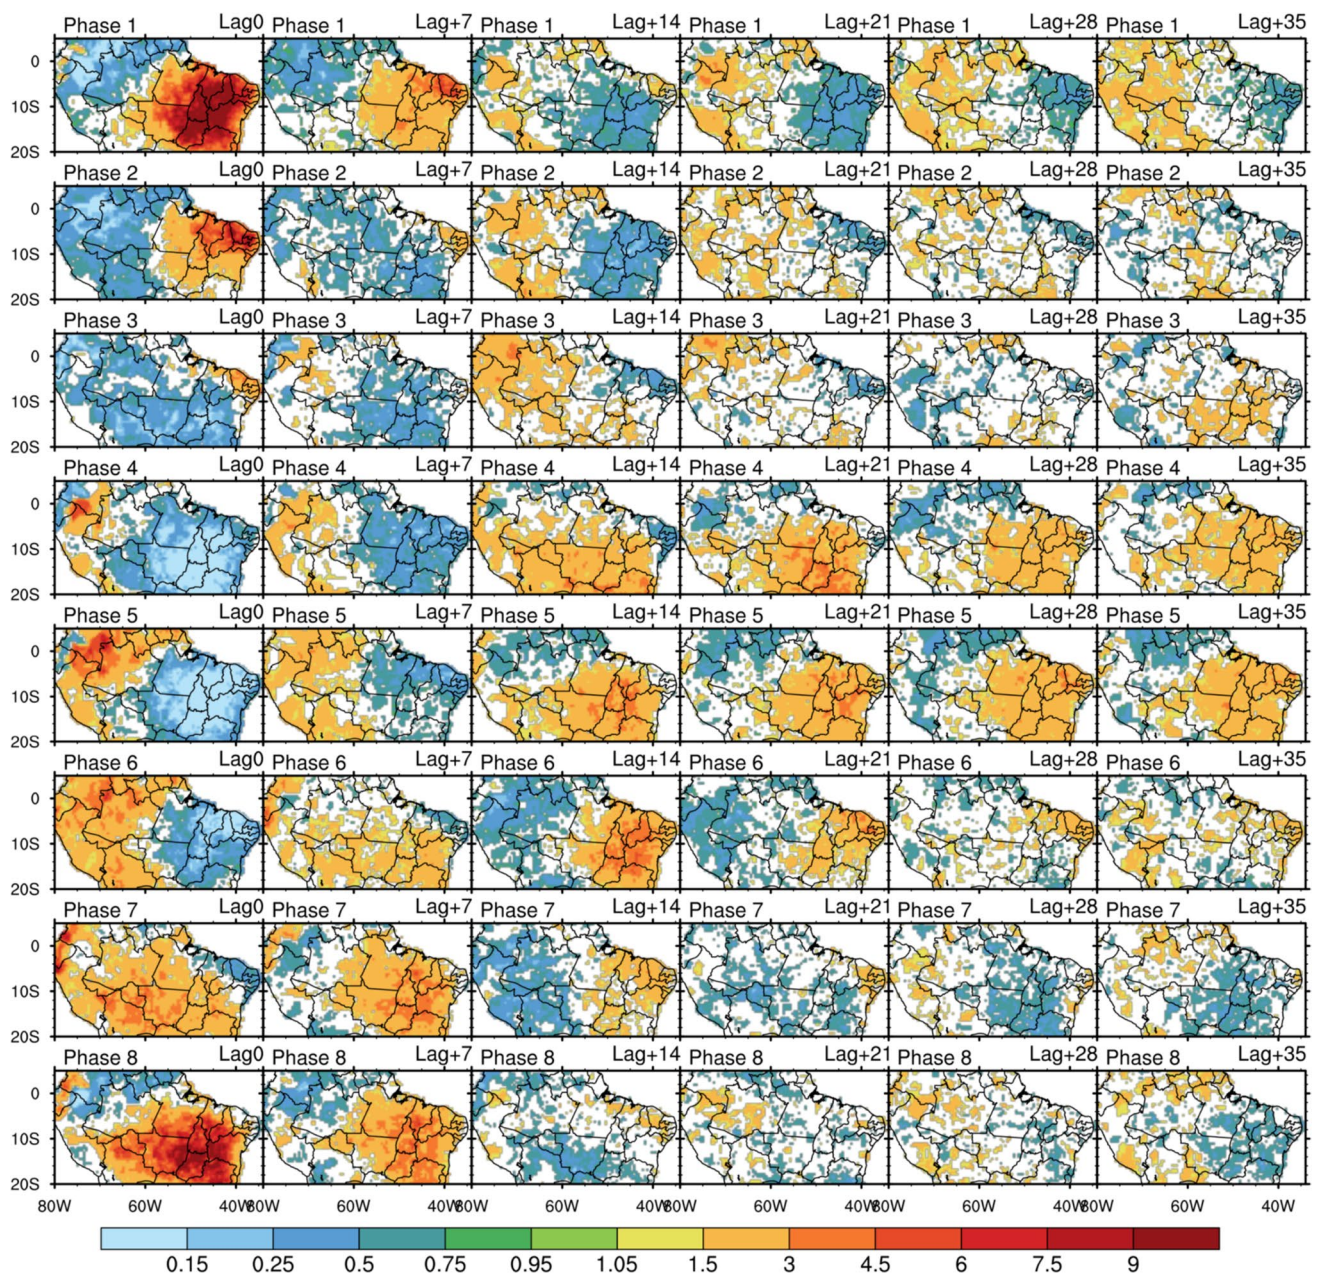 Phase 1 Lag0 Phase 1 Lag+7 Phase 1 Lag+14 Phase 1 Lag+21 Phase 1 Lag+28 Phase 1 Lag+35
0
10S
20S
Phase 2 Lag0 Phase 2 Lag+7 Phase 2 Lag+14 Phase 2 Lag+21 Phase 2 Lag+28 Phase 2 Lag+35
0
10S
20S
Phase 3 Lag0 Phase 3 Lag+7 Phase 3 Lag+14 Phase 3 Lag+21 Phase 3 Lag+28 Phase 3 Lag+35
0
10S
20S
Phase 4 Lag0 Phase 4 Lag+7 Phase 4 Lag+14 Phase 4 Lag+21 Phase 4 Lag+28 Phase 4 Lag+35
0
10S
20S
Phase 5 Lag0 Phase 5 Lag+7 Phase 5 Lag+14 Phase 5 Lag+21 Phase 5 Lag+28 Phase 5 Lag+35
0
10S
20S
Phase 6 Lag0 Phase 6 Lag+7 Phase 6 Lag+14 Phase 6 Lag+21 Phase 6 Lag+28 Phase 6 Lag+35
0
10S
20S
Phase 7 Lag0 Phase 7 Lag+7 Phase 7 Lag+14 Phase 7 Lag+21 Phase 7 Lag+28 Phase 7 Lag+35
0
10S
20S
Phase 8 Lag0 Phase 8 Lag+7 Phase 8 Lag+14 Phase 8 Lag+21 Phase 8 Lag+28 Phase 8 Lag+35
0
10S
20S
80W 60W 40W 80W 60W 40W 80W 60W 40W 80W 60W 40W 80W 60W 40W 80W 60W 40W
0.15 0.25 0.5 0.75 0.95 1.05 1.5 3 4.5 6 7.5 9